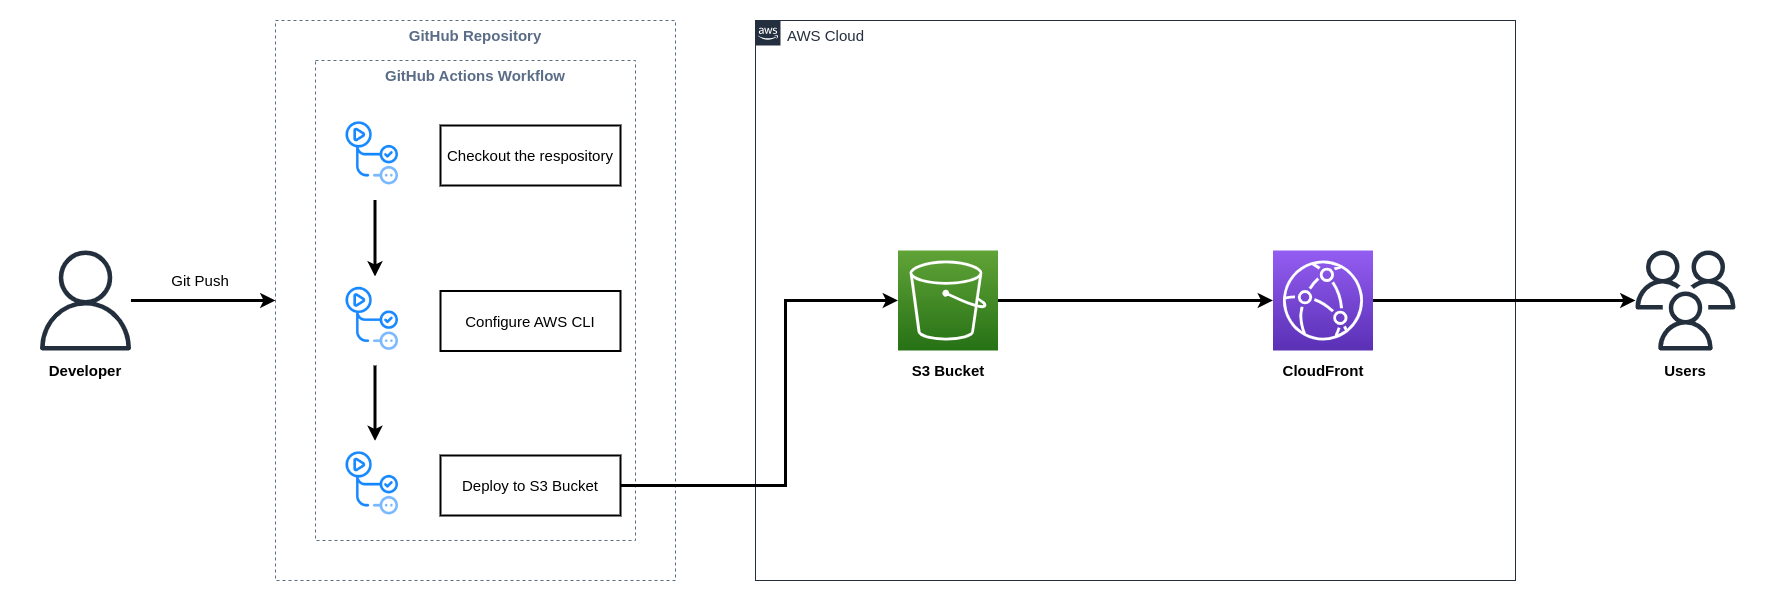 GitHub Repository
GitHub Actions Workflow
aws
AWS Cloud
Checkout the respository
Git Push
Configure AWS CLI
Developer
S3 Bucket
CloudFront
Users
Deploy to S3 Bucket